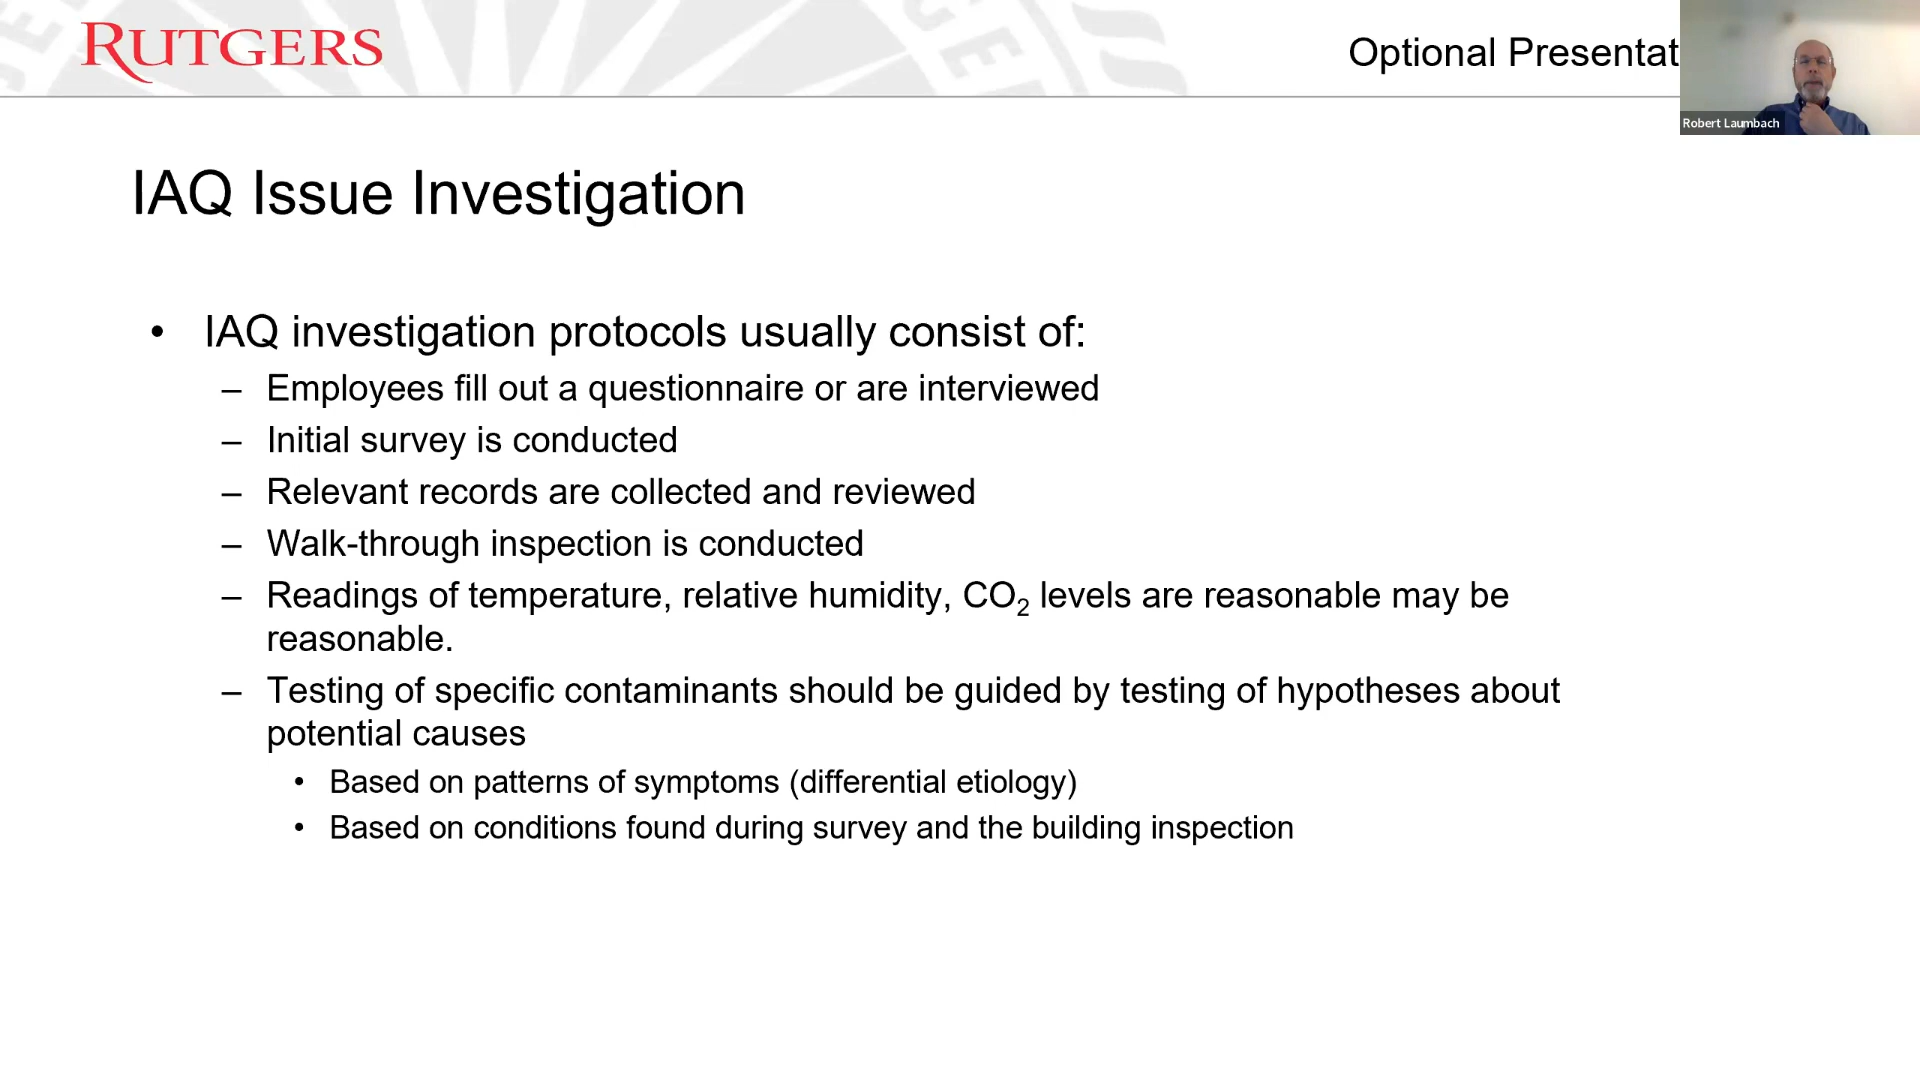 RUTGERS
Optional Presentat
Robert Laumbach
IAQ Issue Investigation
• IAQ investigation protocols usually consist of:
– Employees fill out a questionnaire or are interviewed
– Initial survey is conducted
– Relevant records are collected and reviewed
– Walk-through inspection is conducted
– Readings of temperature, relative humidity, CO₂ levels are reasonable may be
reasonable.
– Testing of specific contaminants should be guided by testing of hypotheses about
potential causes
• Based on patterns of symptoms (differential etiology)
• Based on conditions found during survey and the building inspection